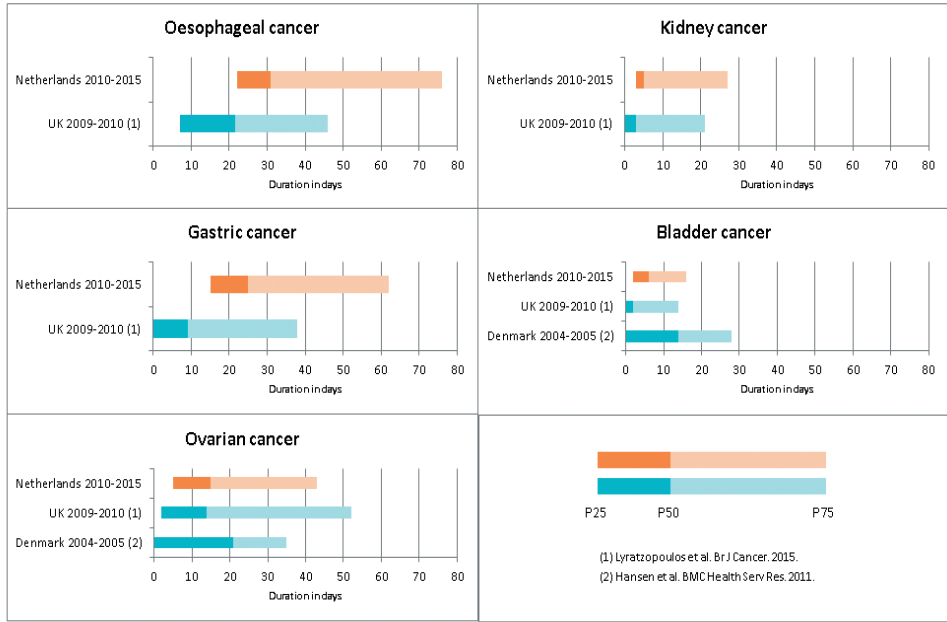 Oesophageal cancer
Netherlands 2010-2015
UK 2009-2010 (1)
0 10 20 30 40 50 60 70 80
Duration in days
Kidney cancer
Netherlands 2010-2015
UK 2009-2010 (1)
0 10 20 30 40 50 60 70 80
Duration in days
Gastric cancer
Netherlands 2010-2015
UK 2009-2010 (1)
0 10 20 30 40 50 60 70 80
Duration in days
Bladder cancer
Netherlands 2010-2015
UK 2009-2010 (1)
Denmark 2004-2005 (2)
0 10 20 30 40 50 60 70 80
Duration in days
Ovarian cancer
Netherlands 2010-2015
UK 2009-2010 (1)
Denmark 2004-2005 (2)
0 10 20 30 40 50 60 70 80
Duration in days
P25 P50 P75
(1) Lyratzopoulos et al. Br J Cancer. 2015.
(2) Hansen et al. BMC Health Serv Res. 2011.